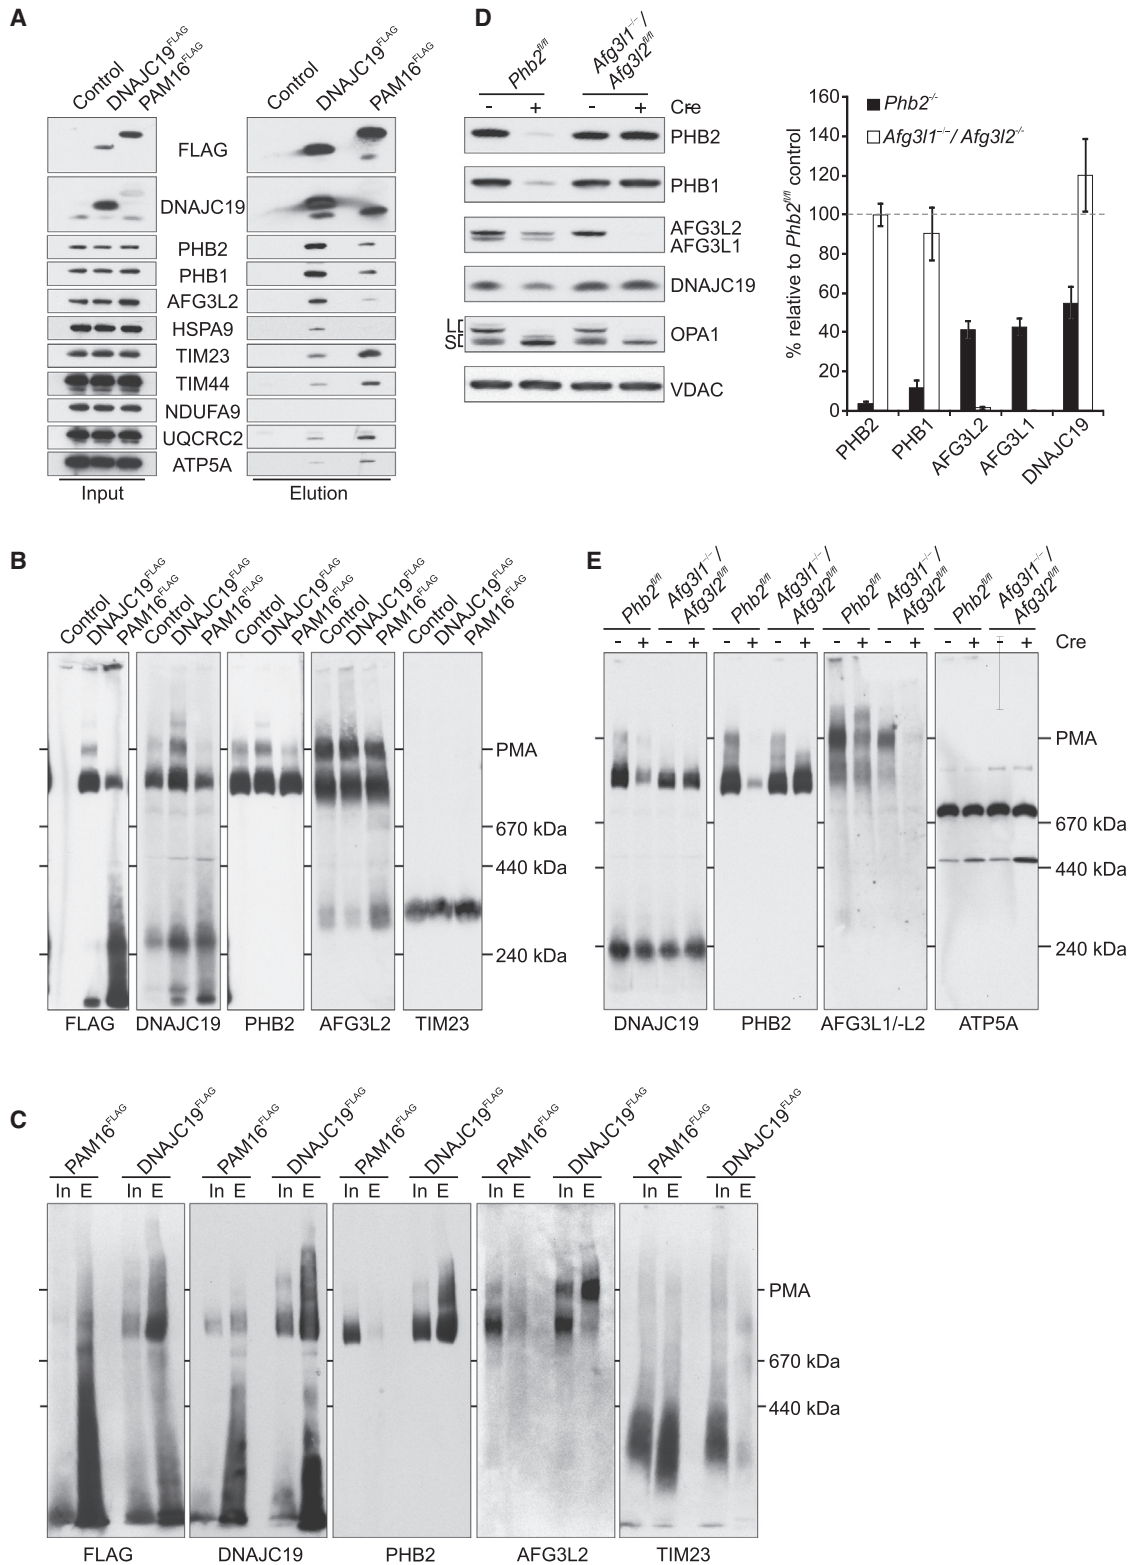 A
Control
DNAJC19FLAG
PAM16FLAG
Control
DNAJC19FLAG
PAM16FLAG
FLAG
DNAJC19
PHB2
PHB1
AFG3L2
HSPA9
TIM23
TIM44
NDUFA9
UQCRC2
ATP5A
Input
Elution
D
Phb2fl/fl
Afg3l1-/- /
Afg3l2fl/fl
- + - + Cre
PHB2
PHB1
AFG3L2
AFG3L1
DNAJC19
L
S
OPA1
VDAC
% relative to Phb2fl/fl control
160
140
120
100
80
60
40
20
0
Phb2-/-
Afg3l1-/- / Afg3l2-/-
PHB2
PHB1
AFG3L2
AFG3L1
DNAJC19
B
Control
DNAJC19FLAG
PAM16FLAG
Control
DNAJC19FLAG
PAM16FLAG
Control
DNAJC19FLAG
PAM16FLAG
Control
DNAJC19FLAG
PAM16FLAG
Control
DNAJC19FLAG
PAM16FLAG
PMA
670 kDa
440 kDa
240 kDa
FLAG DNAJC19 PHB2 AFG3L2 TIM23
E
Phb2fl/fl
Afg3l1-/- /
Afg3l2fl/fl
Phb2fl/fl
Afg3l1-/- /
Afg3l2fl/fl
Phb2fl/fl
Afg3l1-/- /
Afg3l2fl/fl
Phb2fl/fl
Afg3l1-/- /
Afg3l2fl/fl
- + - + - + - + - + - + - + - + Cre
PMA
670 kDa
440 kDa
240 kDa
DNAJC19 PHB2 AFG3L1/-L2 ATP5A
C
PAM16FLAG
DNAJC19FLAG
PAM16FLAG
DNAJC19FLAG
PAM16FLAG
DNAJC19FLAG
PAM16FLAG
DNAJC19FLAG
PAM16FLAG
DNAJC19FLAG
In E In E In E In E In E In E In E In E In E In E
PMA
670 kDa
440 kDa
FLAG DNAJC19 PHB2 AFG3L2 TIM23